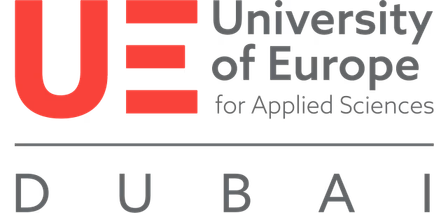 UE
University
of Europe
for Applied Sciences
DUBAI